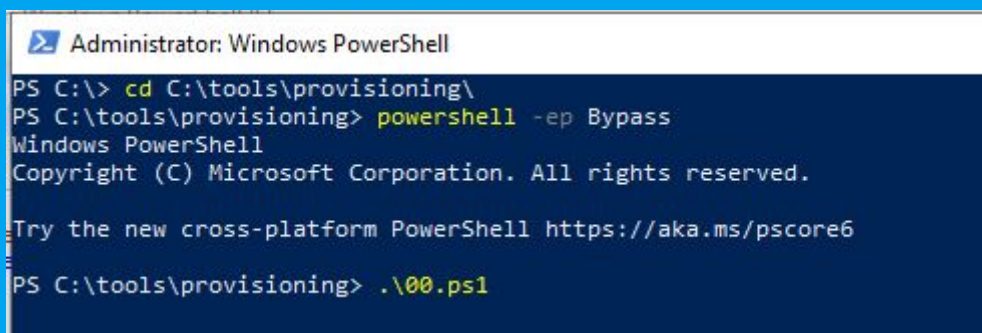 Administrator: Windows PowerShell
PS C:\> cd C:\tools\provisioning\
PS C:\tools\provisioning> powershell -ep Bypass
Windows PowerShell
Copyright (C) Microsoft Corporation. All rights reserved.
Try the new cross-platform PowerShell https://aka.ms/pscore6
PS C:\tools\provisioning> .\00.ps1